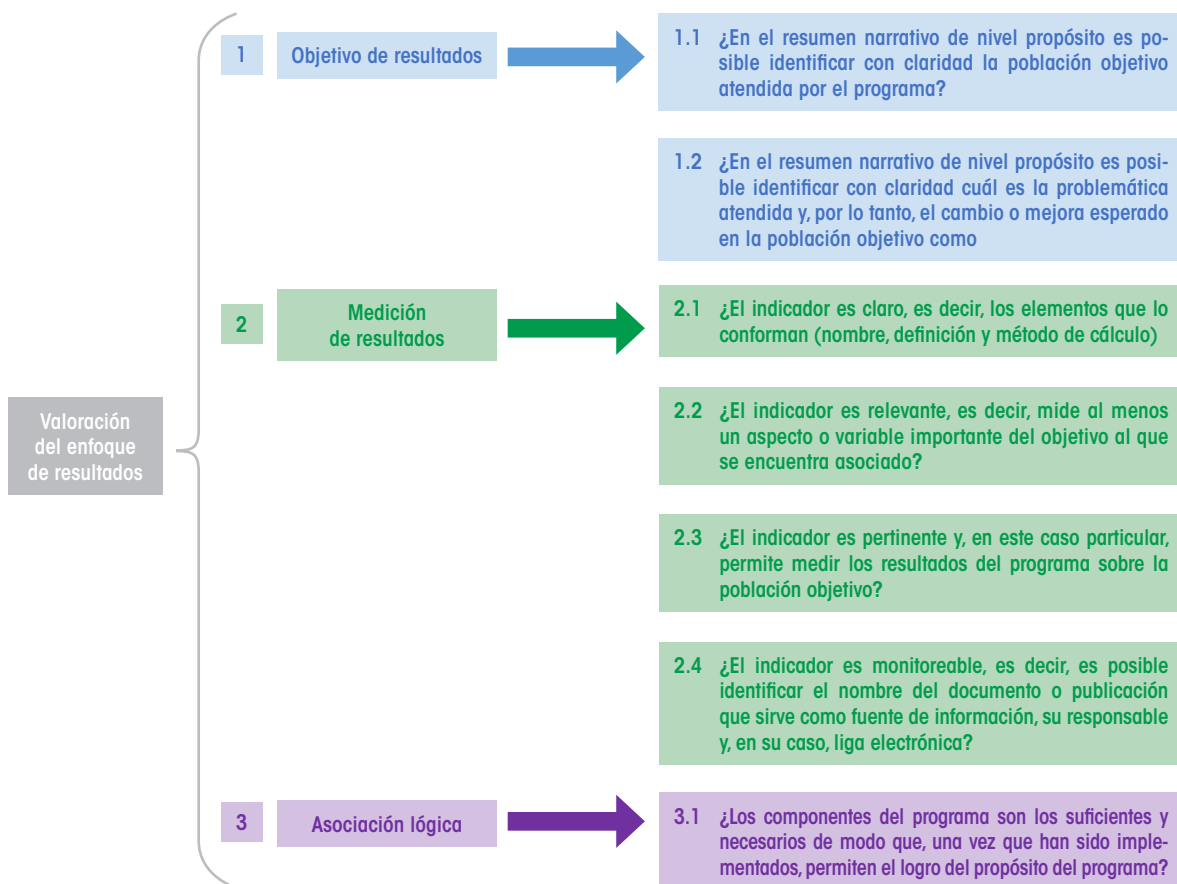 Valoración
del enfoque
de resultados
1
Objetivo de resultados
1.1 ¿En el resumen narrativo de nivel propósito es po-
sible identificar con claridad la población objetivo
atendida por el programa?
1.2 ¿En el resumen narrativo de nivel propósito es posi-
ble identificar con claridad cuál es la problemática
atendida y, por lo tanto, el cambio o mejora esperado
en la población objetivo como
2
Medición
de resultados
2.1 ¿El indicador es claro, es decir, los elementos que lo
conforman (nombre, definición y método de cálculo)
2.2 ¿El indicador es relevante, es decir, mide al menos
un aspecto o variable importante del objetivo al que
se encuentra asociado?
2.3 ¿El indicador es pertinente y, en este caso particular,
permite medir los resultados del programa sobre la
población objetivo?
2.4 ¿El indicador es monitoreable, es decir, es posible
identificar el nombre del documento o publicación
que sirve como fuente de información, su responsable
y, en su caso, liga electrónica?
3
Asociación lógica
3.1 ¿Los componentes del programa son los suficientes y
necesarios de modo que, una vez que han sido imple-
mentados, permiten el logro del propósito del programa?